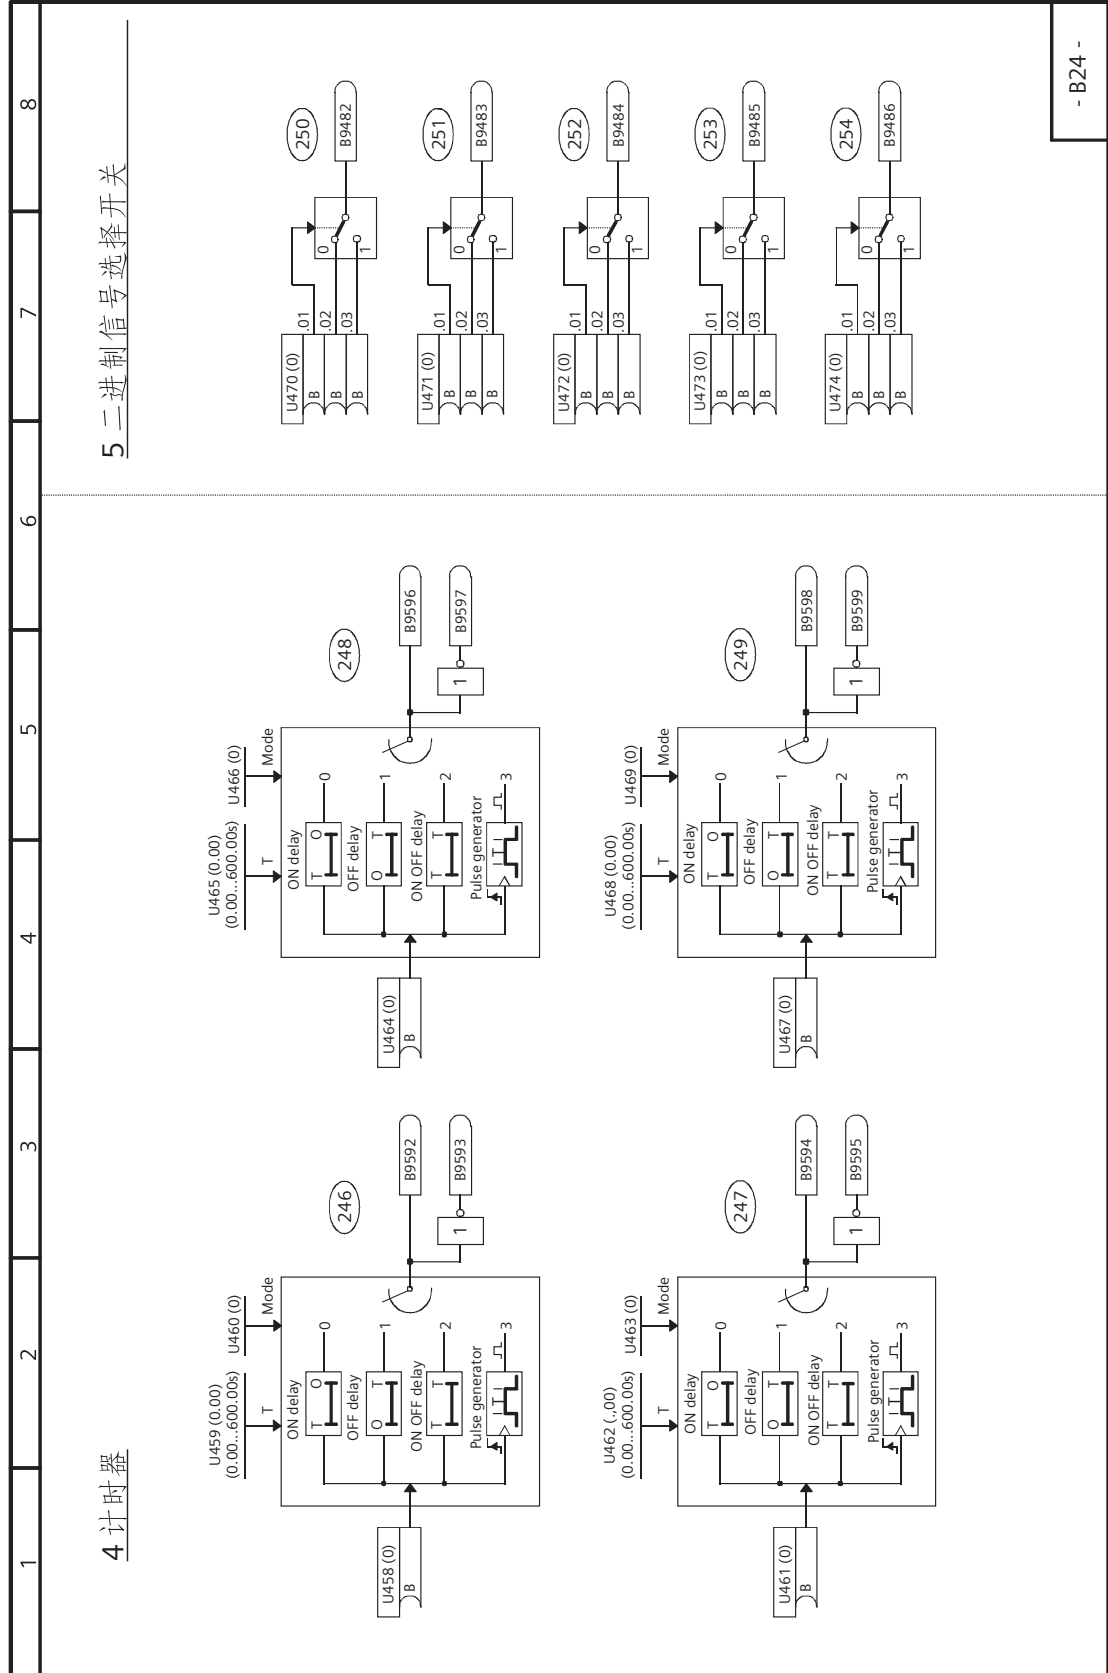 1 2 3 4 5 6 7 8
4 计时器
U459 (0.00)
(0.00...600.00s)
U460 (0)
T
Mode
ON delay
T O
0
OFF delay
O T
1
ON OFF delay
T T
2
Pulse generator
T
3
U458 (0)
B
246
B9592
1
B9593
U462 (.,00)
(0.00...600.00s)
U463 (0)
T
Mode
ON delay
T O
0
OFF delay
O T
1
ON OFF delay
T T
2
Pulse generator
T
3
U461 (0)
B
247
B9594
1
B9595
U465 (0.00)
(0.00...600.00s)
U466 (0)
T
Mode
ON delay
T O
0
OFF delay
O T
1
ON OFF delay
T T
2
Pulse generator
T
3
U464 (0)
B
248
B9596
1
B9597
U468 (0.00)
(0.00...600.00s)
U469 (0)
T
Mode
ON delay
T O
0
OFF delay
O T
1
ON OFF delay
T T
2
Pulse generator
T
3
U467 (0)
B
249
B9598
1
B9599
5 二进制信号选择开关
250
U470 (0)
B .01
B .02
B .03
0
1
B9482
251
U471 (0)
B .01
B .02
B .03
0
1
B9483
252
U472 (0)
B .01
B .02
B .03
0
1
B9484
253
U473 (0)
B .01
B .02
B .03
0
1
B9485
254
U474 (0)
B .01
B .02
B .03
0
1
B9486
- B24 -